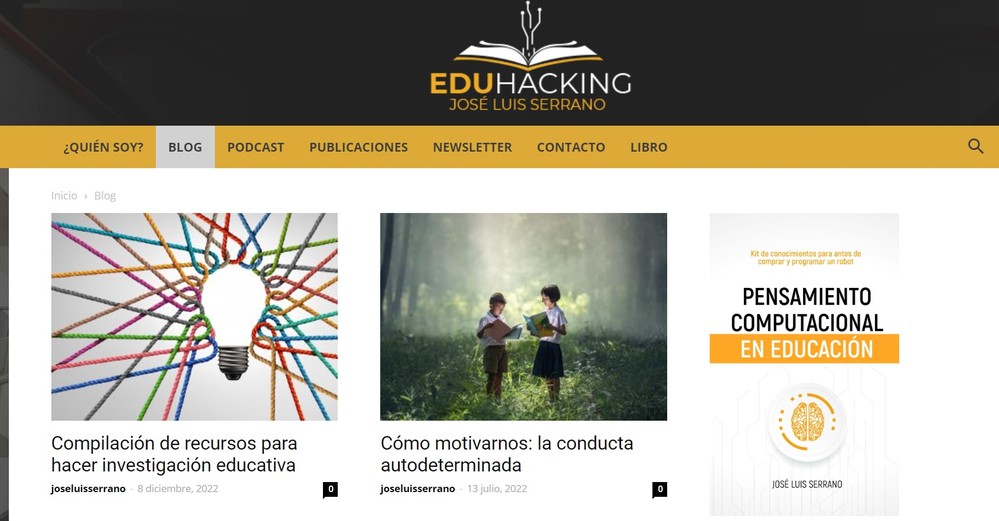 EDUHACKING
JOSÉ LUIS SERRANO
¿QUIÉN SOY? BLOG PODCAST PUBLICACIONES NEWSLETTER CONTACTO LIBRO
Inicio › Blog
Compilación de recursos para
hacer investigación educativa
joseluisserrano - 8 diciembre, 2022 0
Cómo motivarnos: la conducta
autodeterminada
joseluisserrano - 13 julio, 2022 0
Kit de conocimientos para antes de
comprar y programar un robot
PENSAMIENTO
COMPUTACIONAL
EN EDUCACIÓN
JOSÉ LUIS SERRANO